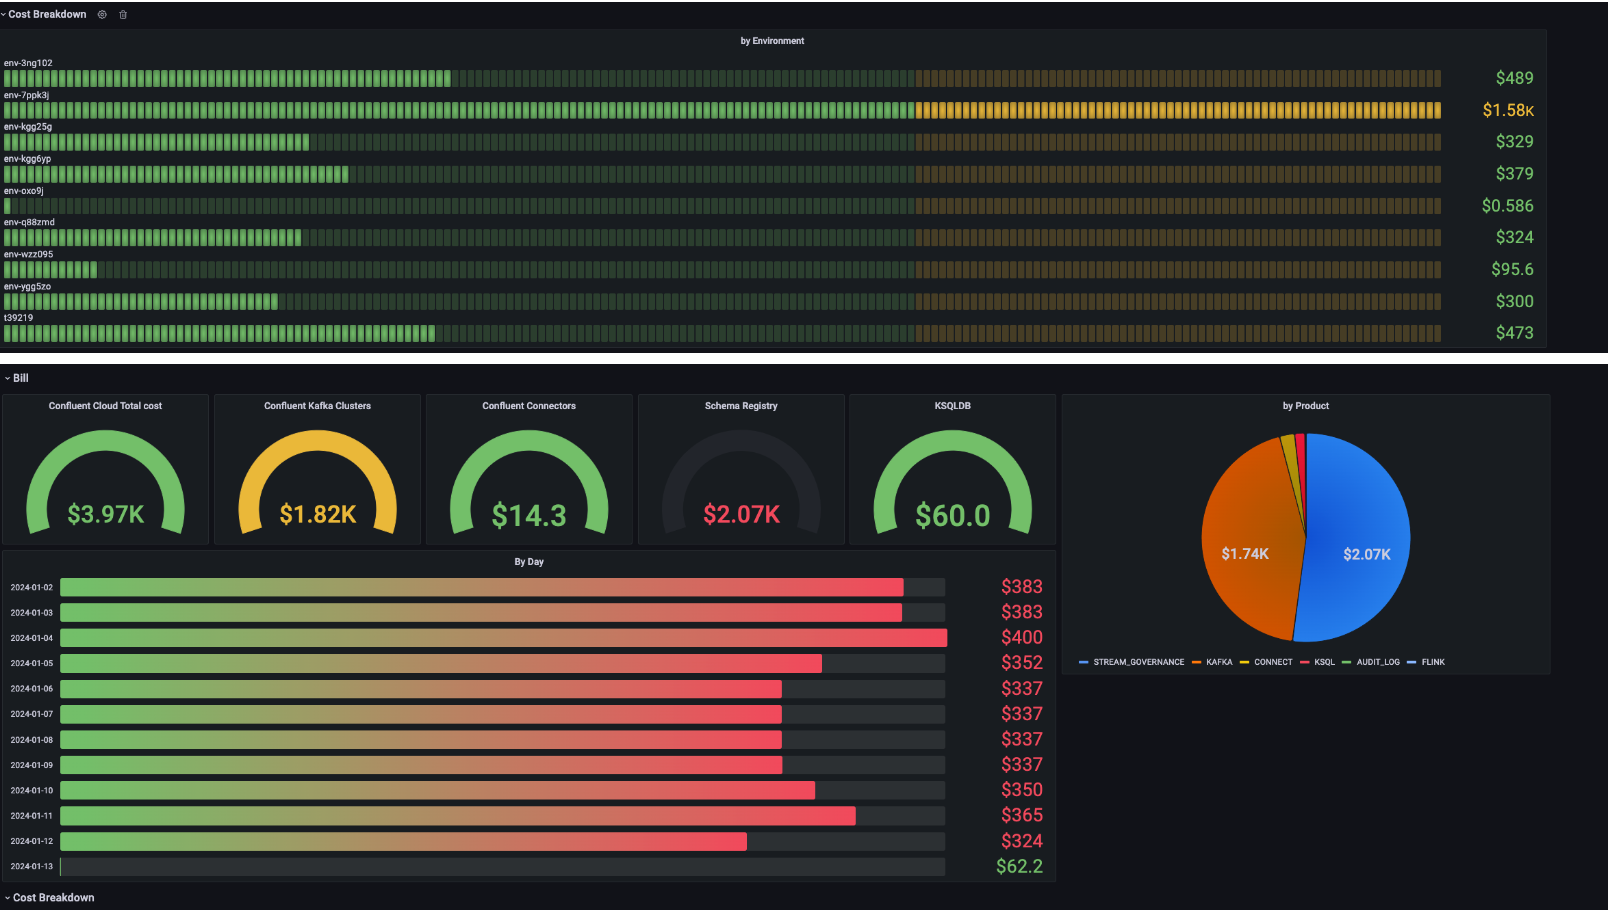 Cost Breakdown
by Environment
env-3ng102
$489
env-7ppk3j
$1.58K
env-kgg25g
$329
env-kgg6yp
$379
env-oxo9j
$0.586
env-q88zmd
$324
env-wzz095
$95.6
env-ygg5zo
$300
t39219
$473
Bill
Confluent Cloud Total cost
$3.97K
Confluent Kafka Clusters
$1.82K
Confluent Connectors
$14.3
Schema Registry
$2.07K
KSQLDB
$60.0
by Product
$1.74K
$2.07K
STREAM_GOVERNANCE KAFKA CONNECT KSQL AUDIT_LOG FLINK
By Day
2024-01-02 $383
2024-01-03 $383
2024-01-04 $400
2024-01-05 $352
2024-01-06 $337
2024-01-07 $337
2024-01-08 $337
2024-01-09 $337
2024-01-10 $350
2024-01-11 $365
2024-01-12 $324
2024-01-13 $62.2
Cost Breakdown